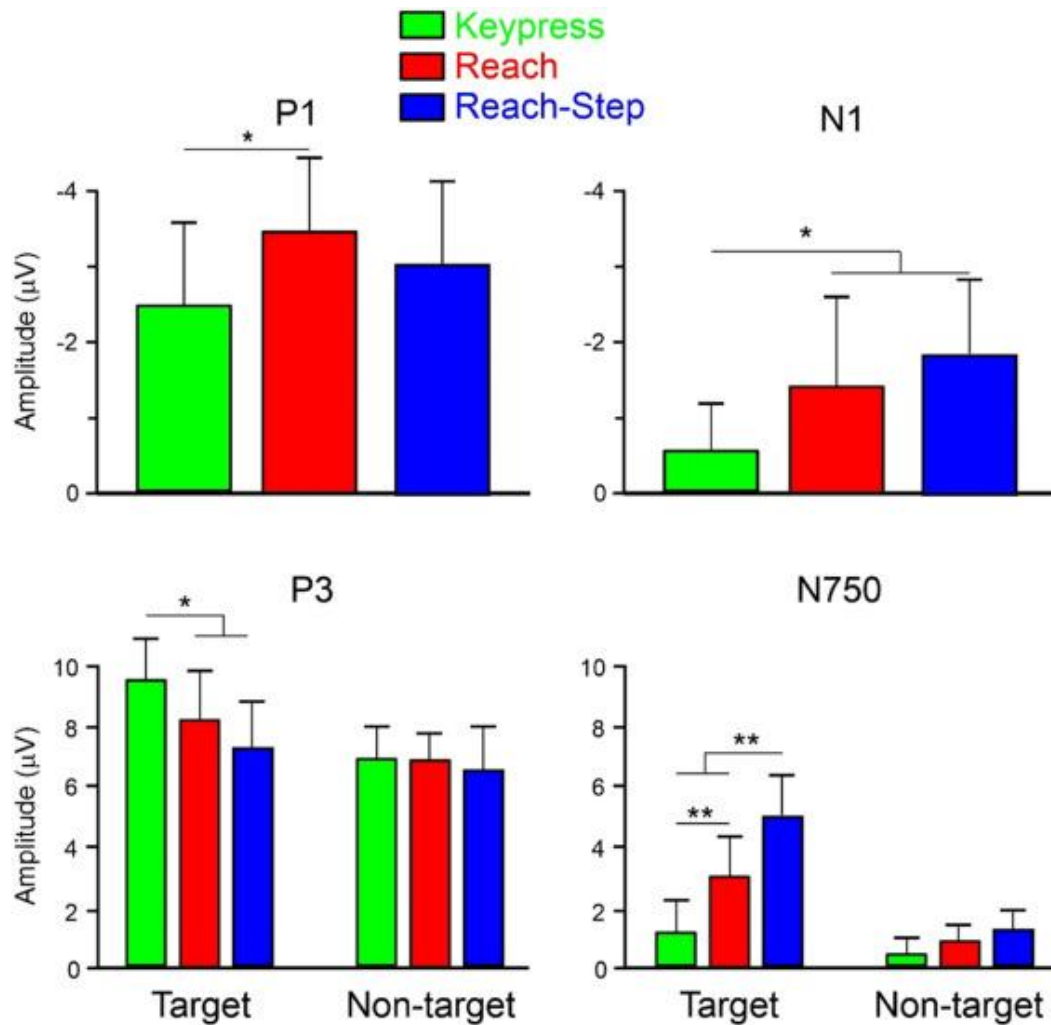 Keypress
Reach
Reach-Step
P1
N1
*
*
-4
-2
0
Amplitude (µV)
-4
-2
0
P3
N750
*
**
**
10
8
6
4
2
0
Amplitude (µV)
10
8
6
4
2
0
Target Non-target
Target Non-target